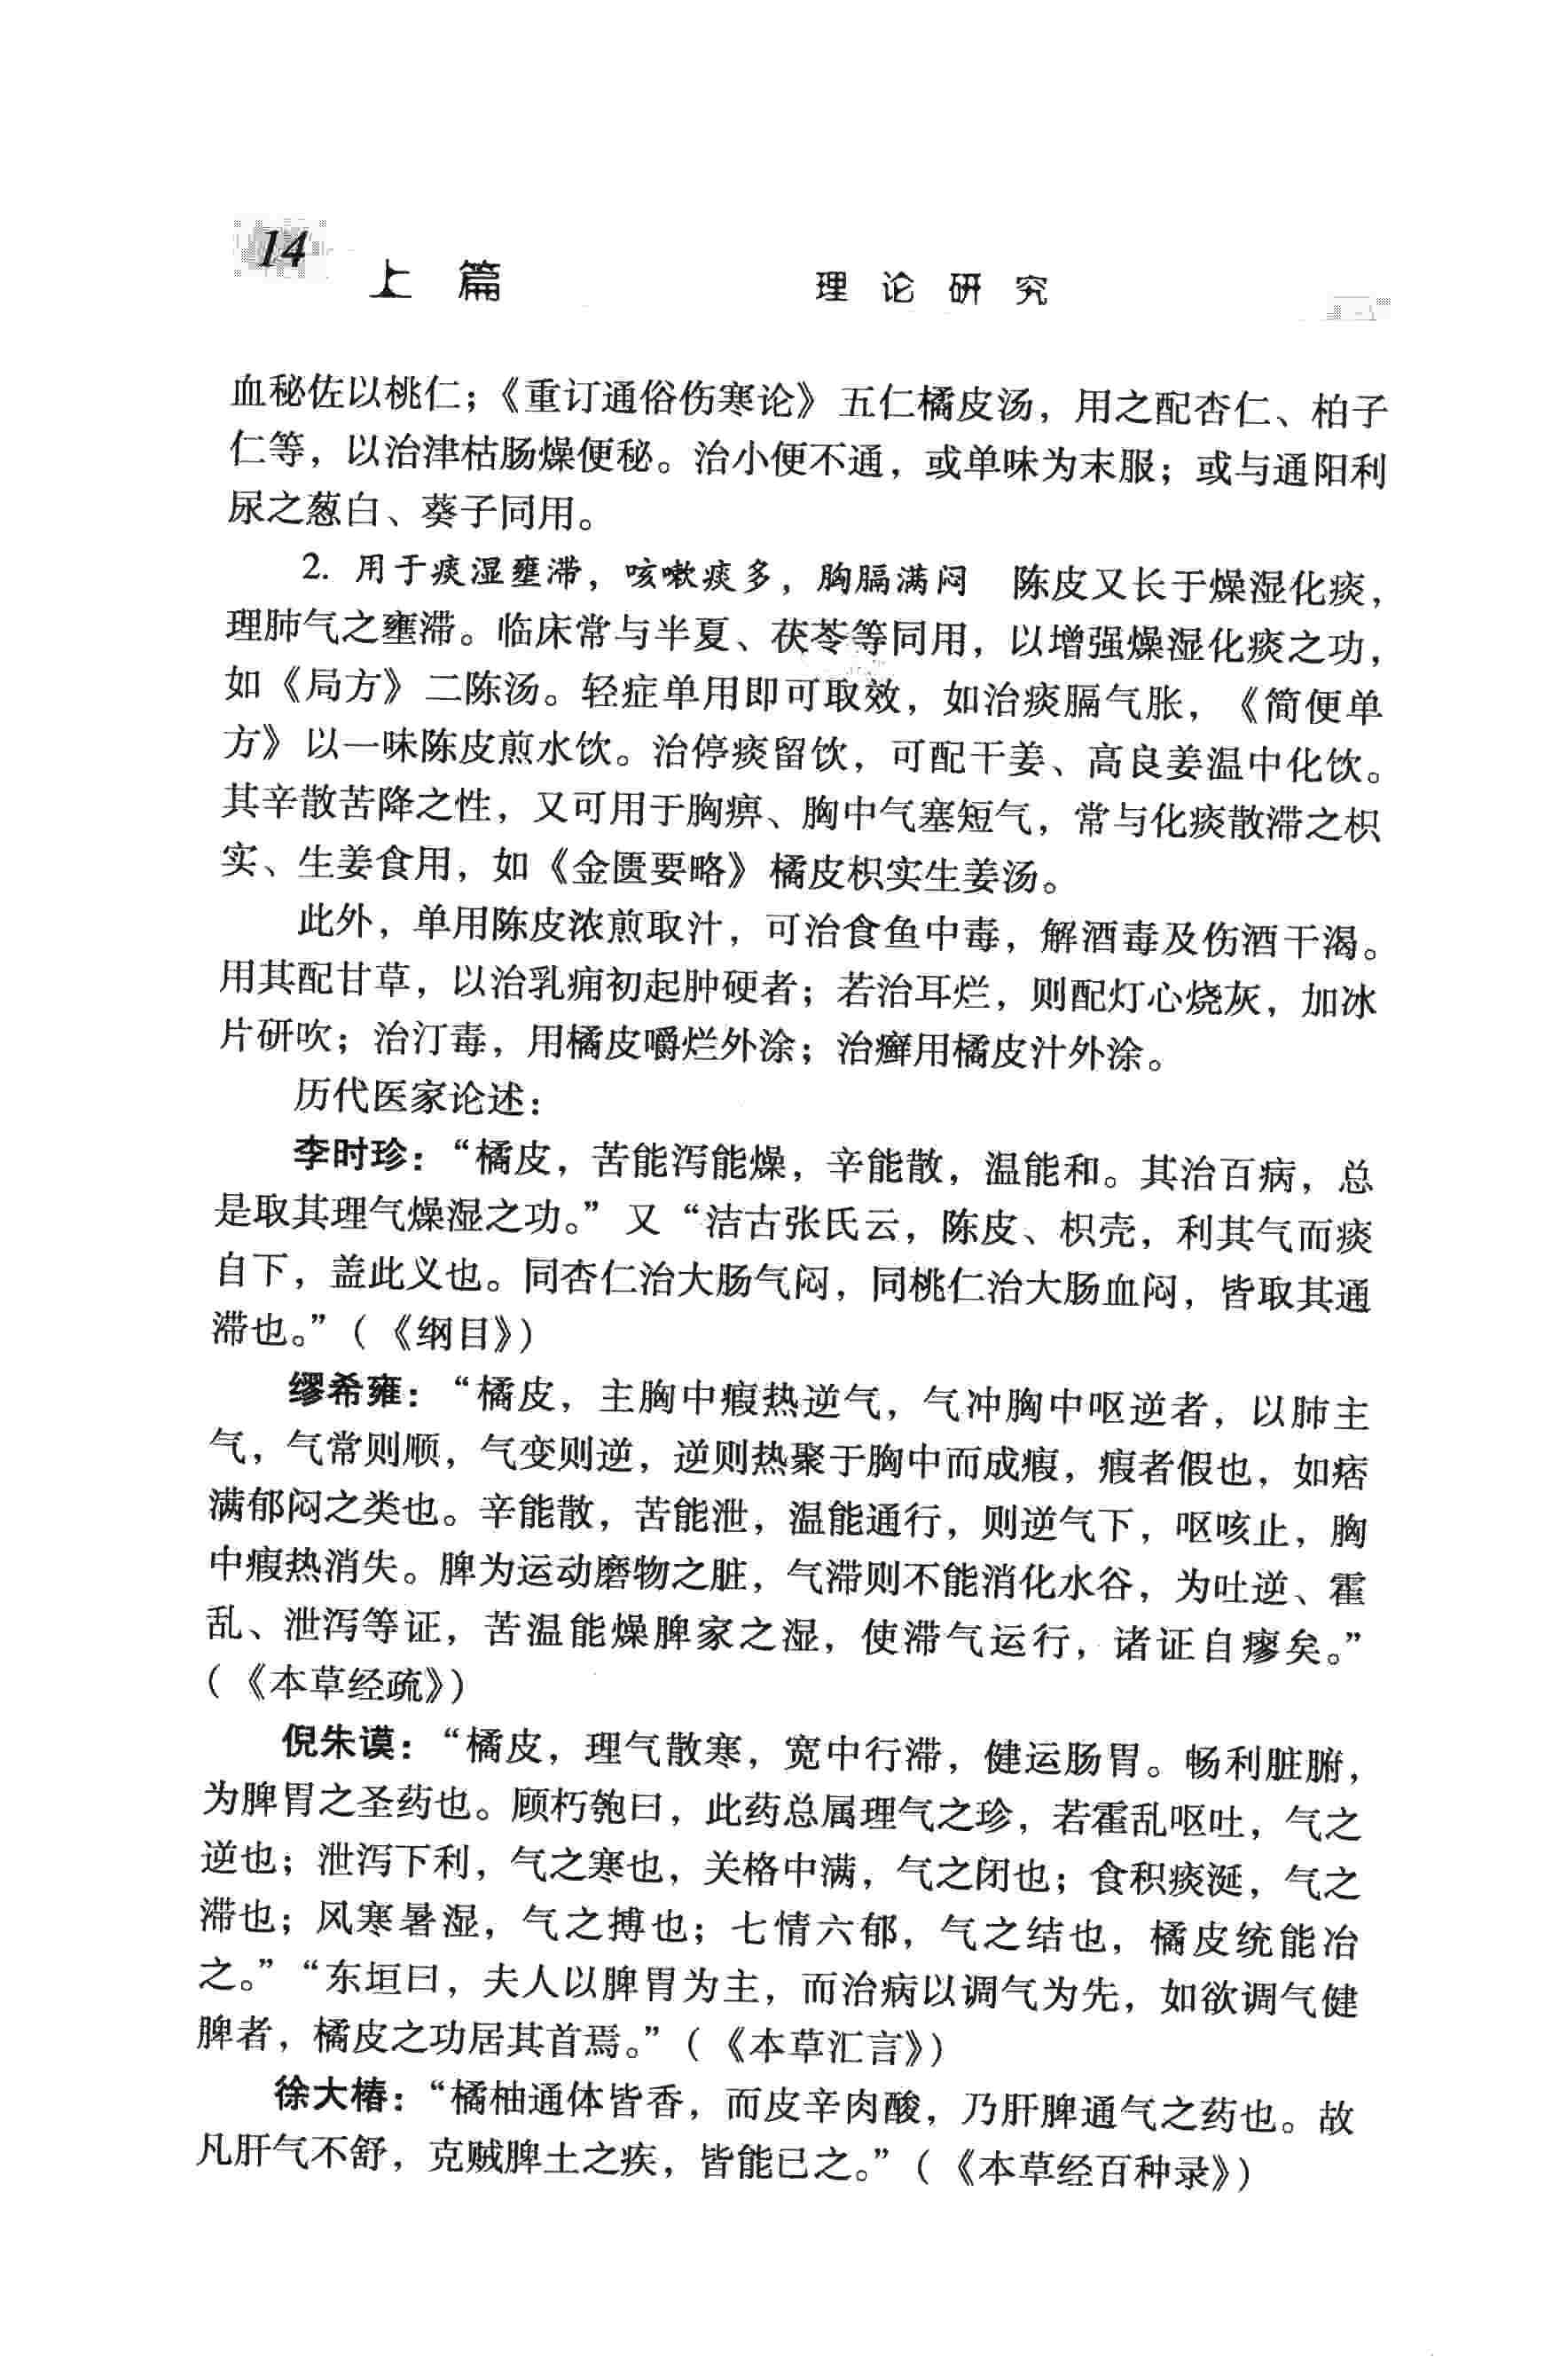 14
上 篇 理论研究
血秘佐以桃仁；《重订通俗伤寒论》五仁橘皮汤，用之配杏仁、柏子
仁等，以治津枯肠燥便秘。治小便不通，或单味为末服；或与通阳利
尿之葱白、葵子同用。
2. 用于痰湿壅滞，咳嗽痰多，胸膈满闷 陈皮又长于燥湿化痰，
理肺气之壅滞。临床常与半夏、茯苓等同用，以增强燥湿化痰之功，
如《局方》二陈汤。轻症单用即可取效，如治痰膈气胀，《简便单
方》以一味陈皮煎水饮。治停痰留饮，可配干姜、高良姜温中化饮。
其辛散苦降之性，又可用于胸痹、胸中气塞短气，常与化痰散滞之枳
实、生姜食用，如《金匮要略》橘皮枳实生姜汤。
此外，单用陈皮浓煎取汁，可治食鱼中毒，解酒毒及伤酒干渴。
用其配甘草，以治乳痈初起肿硬者；若治耳烂，则配灯心烧灰，加冰
片研吹；治汀毒，用橘皮嚼烂外涂；治癣用橘皮汁外涂。
历代医家论述：
李时珍：“橘皮，苦能泻能燥，辛能散，温能和。其治百病，总
是取其理气燥湿之功。”又“洁古张氏云，陈皮、枳壳，利其气而痰
自下，盖此义也。同杏仁治大肠气闷，同桃仁治大肠血闷，皆取其通
滞也。”（《纲目》）
缪希雍：“橘皮，主胸中瘕热逆气，气冲胸中呕逆者，以肺主
气，气常则顺，气变则逆，逆则热聚于胸中而成瘕，瘕者假也，如痞
满郁闷之类也。辛能散，苦能泄，温能通行，则逆气下，呕咳止，胸
中瘕热消失。脾为运动磨物之脏，气滞则不能消化水谷，为吐逆、霍
乱、泄泻等证，苦温能燥脾家之湿，使滞气运行，诸证自瘳矣。”
（《本草经疏》）
倪朱谟：“橘皮，理气散寒，宽中行滞，健运肠胃。畅利脏腑，
为脾胃之圣药也。顾朽匏曰，此药总属理气之珍，若霍乱呕吐，气之
逆也；泄泻下利，气之寒也，关格中满，气之闭也；食积痰涎，气之
滞也；风寒暑湿，气之搏也；七情六郁，气之结也，橘皮统能冶
之。”“东垣曰，夫人以脾胃为主，而治病以调气为先，如欲调气健
脾者，橘皮之功居其首焉。”（《本草汇言》）
徐大椿：“橘柚通体皆香，而皮辛肉酸，乃肝脾通气之药也。故
凡肝气不舒，克贼脾土之疾，皆能已之。”（《本草经百种录》）